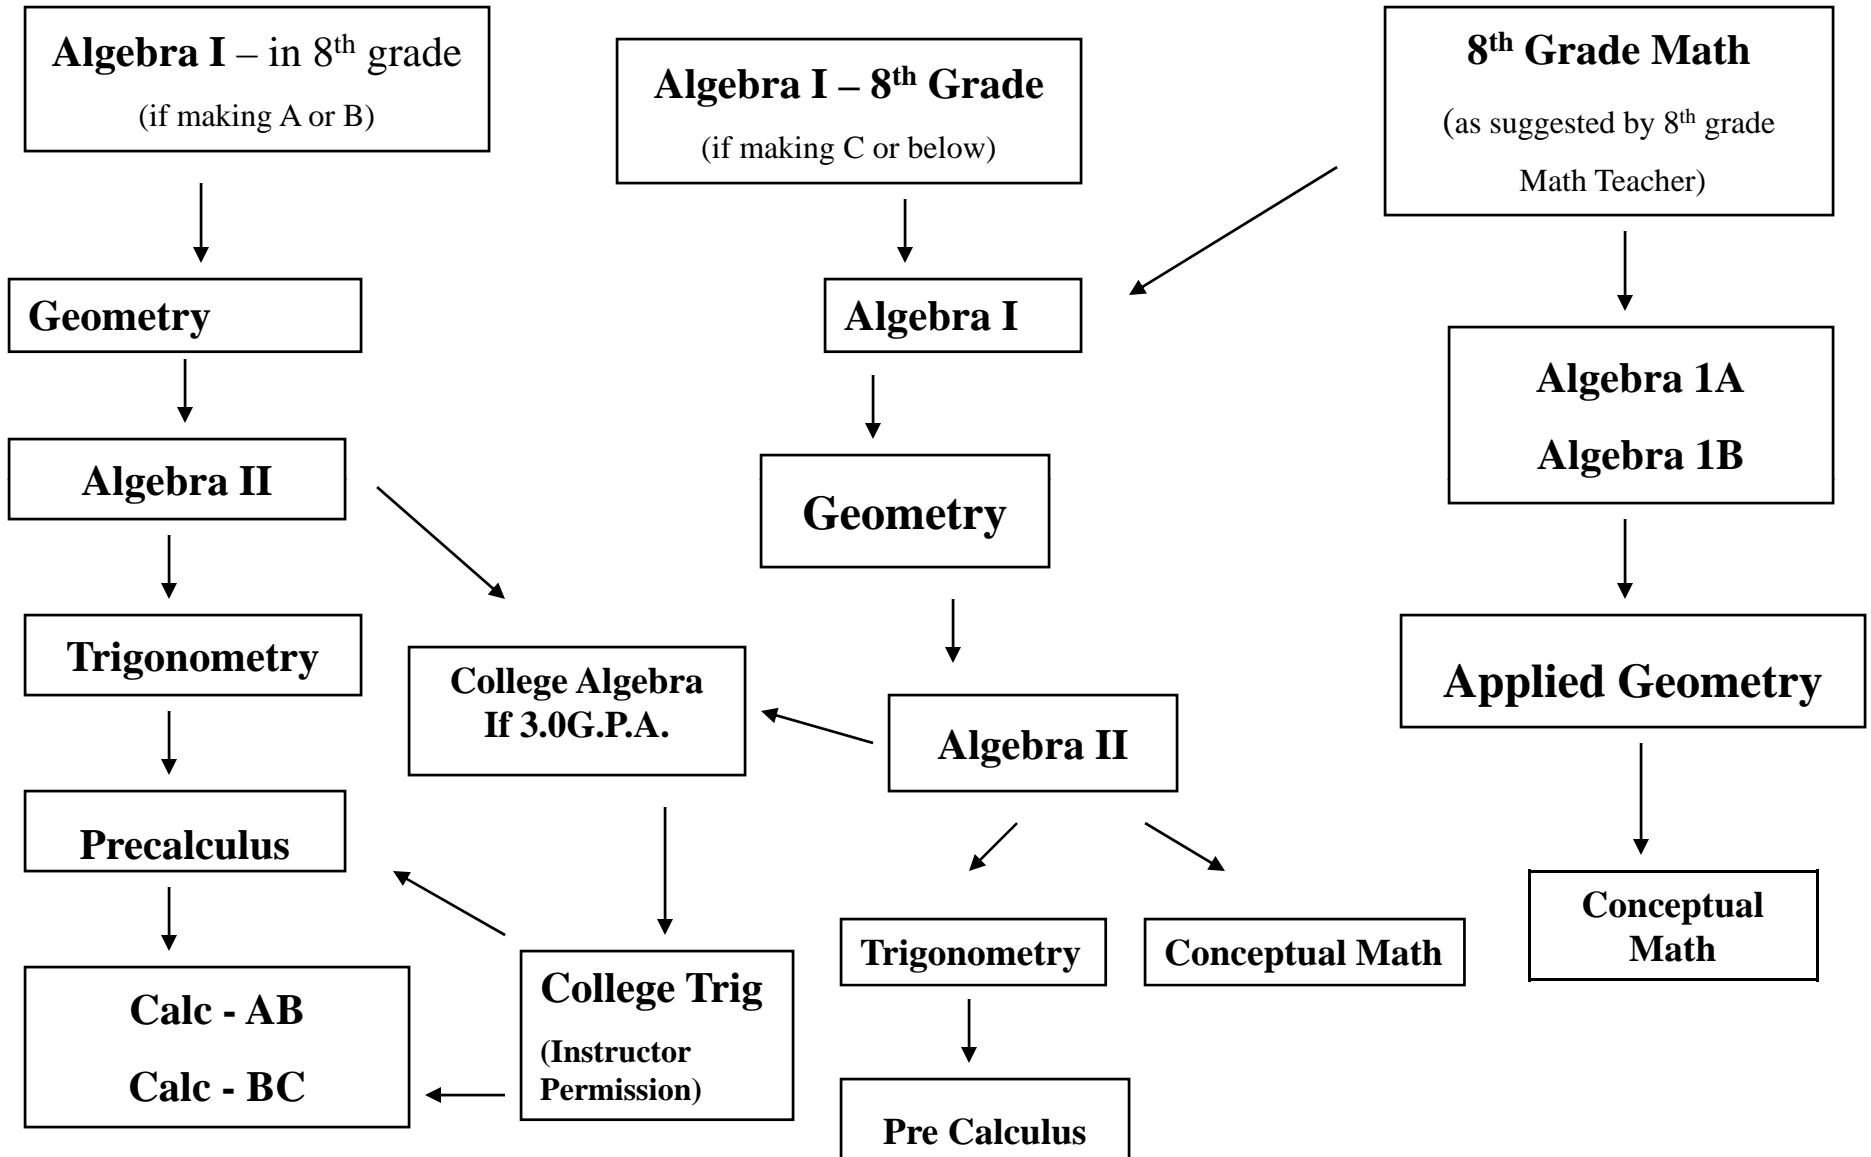 Algebra I – in 8th grade
(if making A or B)
Algebra I – 8th Grade
(if making C or below)
8th Grade Math
(as suggested by 8th grade
Math Teacher)
Geometry
Algebra I
Algebra 1A
Algebra 1B
Algebra II
Geometry
Trigonometry
College Algebra
If 3.0G.P.A.
Algebra II
Applied Geometry
Precalculus
Trigonometry
Conceptual Math
Conceptual
Math
Calc - AB
Calc - BC
College Trig
(Instructor
Permission)
Pre Calculus